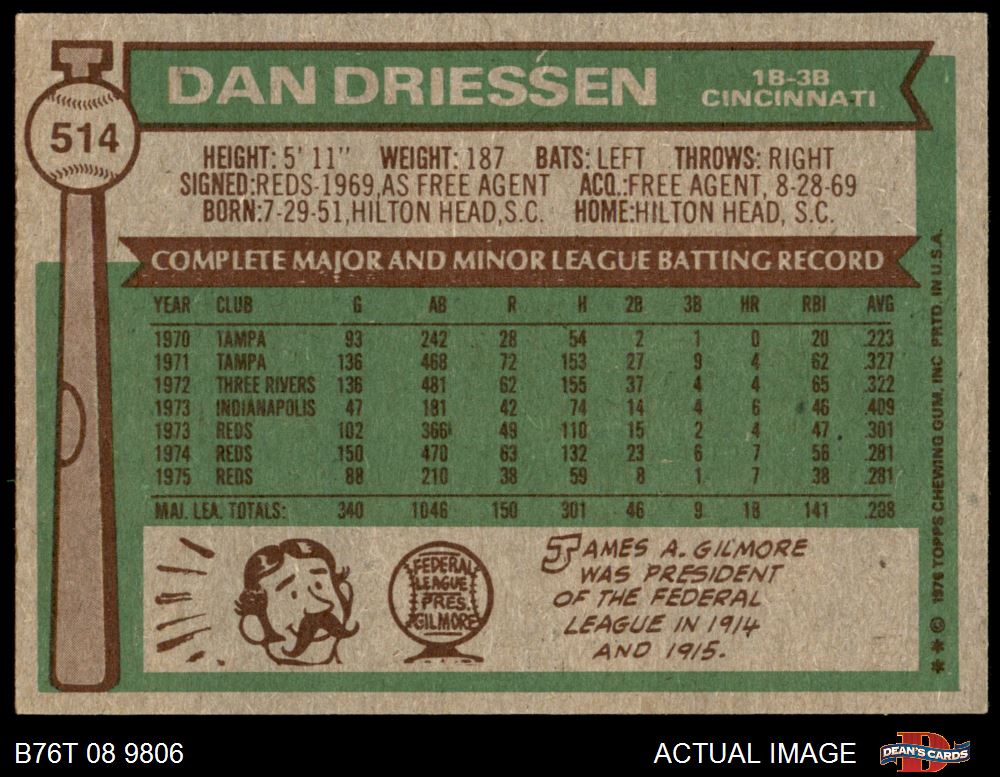 514
DAN DRIESSEN
1B-3B
CINCINNATI
HEIGHT: 5' 11" WEIGHT: 187 BATS: LEFT THROWS: RIGHT
SIGNED:REDS-1969,AS FREE AGENT ACQ.:FREE AGENT, 8-28-69
BORN:7-29-51,HILTON HEAD,S.C. HOME:HILTON HEAD, S.C.
COMPLETE MAJOR AND MINOR LEAGUE BATTING RECORD
YEAR CLUB G AB R H 2B 3B HR RBI AVG
1970 TAMPA 93 242 28 54 2 1 0 20 .223
1971 TAMPA 136 468 72 153 27 9 4 62 .327
1972 THREE RIVERS 136 481 62 155 37 4 4 65 .322
1973 INDIANAPOLIS 47 181 42 74 14 4 6 46 .409
1973 REDS 102 366 49 110 15 2 4 47 .301
1974 REDS 150 470 63 132 23 6 7 56 .281
1975 REDS 88 210 38 59 8 1 7 38 .281
MAJ. LEA. TOTALS: 340 1046 150 301 46 9 18 141 .288
FEDERAL
LEAGUE
PRES.
GILMORE
JAMES A. GILMORE
WAS PRESIDENT
OF THE FEDERAL
LEAGUE IN 1914
AND 1915.
* * © 1976 TOPPS CHEWING GUM, INC PRTD. IN U.S.A.
B76T 08 9806
ACTUAL IMAGE
DEAN'S CARDS